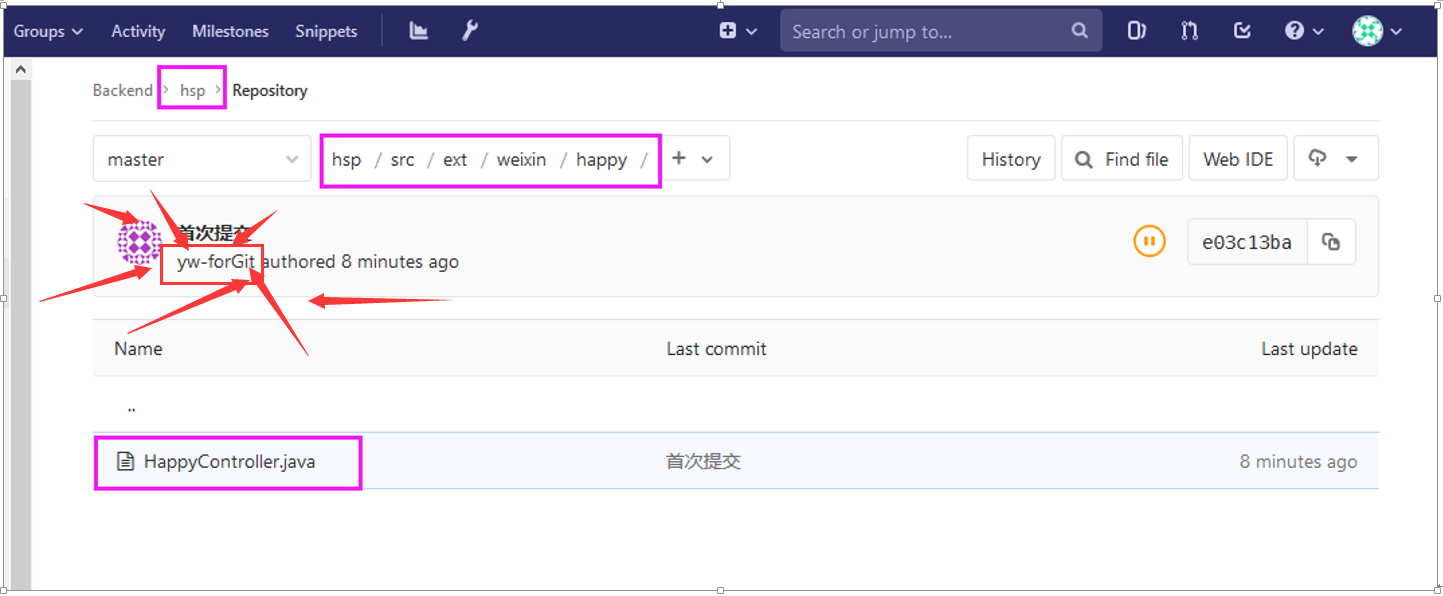 Groups Activity Milestones Snippets Search or jump to...
Backend > hsp > Repository
master hsp / src / ext / weixin / happy / + History Find file Web IDE
首次提交
yw-forGit authored 8 minutes ago e03c13ba
Name Last commit Last update
..
HappyController.java 首次提交 8 minutes ago